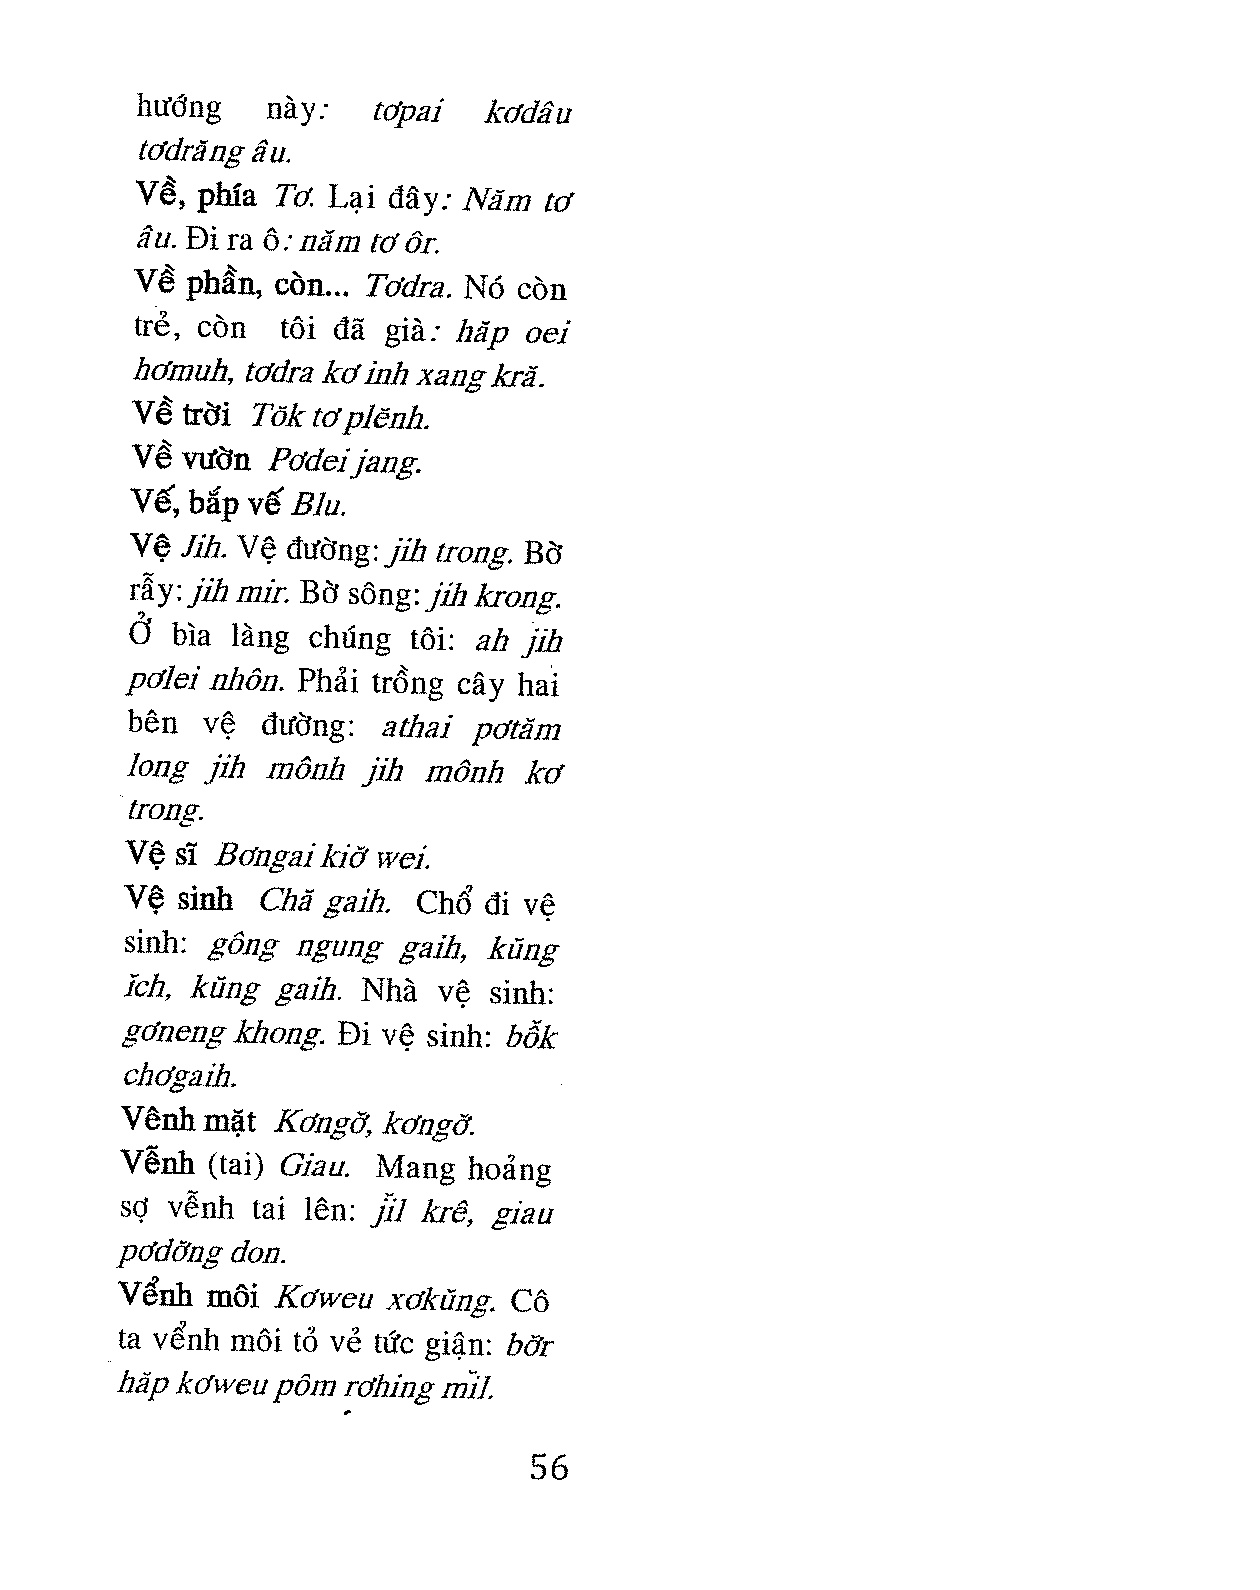 hướng này: tơpai kơdâu
tơdrăng âu.
Về, phía Tơ. Lại đây: Năm tơ
âu. Đi ra ô: năm tơ ôr.
Về phần, còn... Tơdra. Nó còn
trẻ, còn tôi đã già: hăp oei
hơmuh, tơdra kơ inh xang kră.
Về trời Tŏk tơ plĕnh.
Về vườn Pơdei jang.
Vế, bắp vế Blu.
Vệ Jih. Vệ đường: jih trong. Bờ
rẫy: jih mir. Bờ sông: jih krong.
Ở bìa làng chúng tôi: ah jih
pơlei nhôn. Phải trồng cây hai
bên vệ đường: athai pơtăm
long jih mônh jih mônh kơ
trong.
Vệ sĩ Bơngai kiơ̆ wei.
Vệ sinh Chă gaih. Chổ đi vệ
sinh: gông ngung gaih, kŭng
ĭch, kŭng gaih. Nhà vệ sinh:
gơneng khong. Đi vệ sinh: bô̆k
chơgaih.
Vênh mặt Kơngơ̆, kơngơ̆.
Vễnh (tai) Giau. Mang hoảng
sợ vễnh tai lên: jĭl krê, giau
pơdơ̆ng don.
Vểnh môi Kơweu xơkŭng. Cô
ta vểnh môi tỏ vẻ tức giận: bơ̆r
hăp kơweu pôm rơhing mĭl.
56